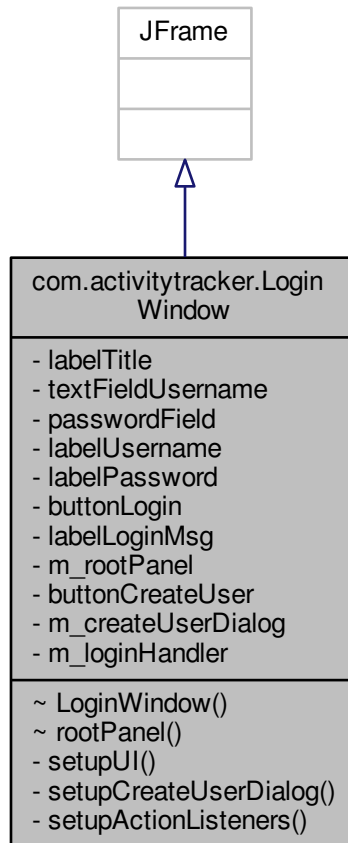 JFrame
com.activitytracker.Login
Window
- labelTitle
- textFieldUsername
- passwordField
- labelUsername
- labelPassword
- buttonLogin
- labelLoginMsg
- m_rootPanel
- buttonCreateUser
- m_createUserDialog
- m_loginHandler
~ LoginWindow()
~ rootPanel()
- setupUI()
- setupCreateUserDialog()
- setupActionListeners()